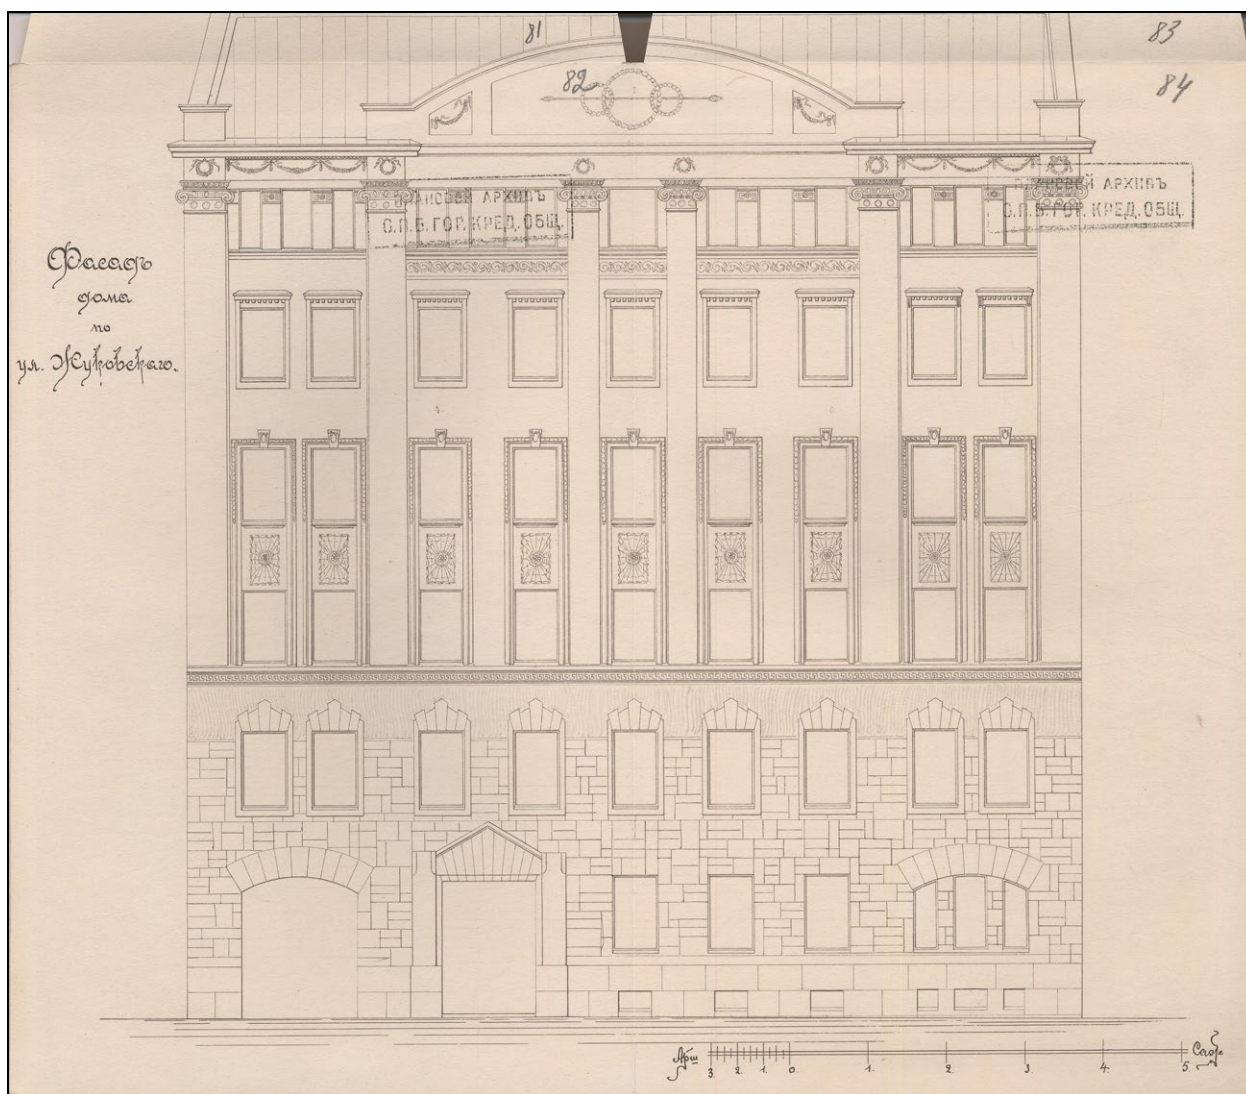 81
83
82
84
АРХИВЪ
С.П.Б. ГОР. КРЕД. ОБЩ.
АРХИВЪ
С.П.Б. ГОР. КРЕД. ОБЩ.
Фасадъ
дома
по
ул. Жуковскаго.
Арш
3. 2. 1. 0. 1. 2. 3. 4. 5.
Саж